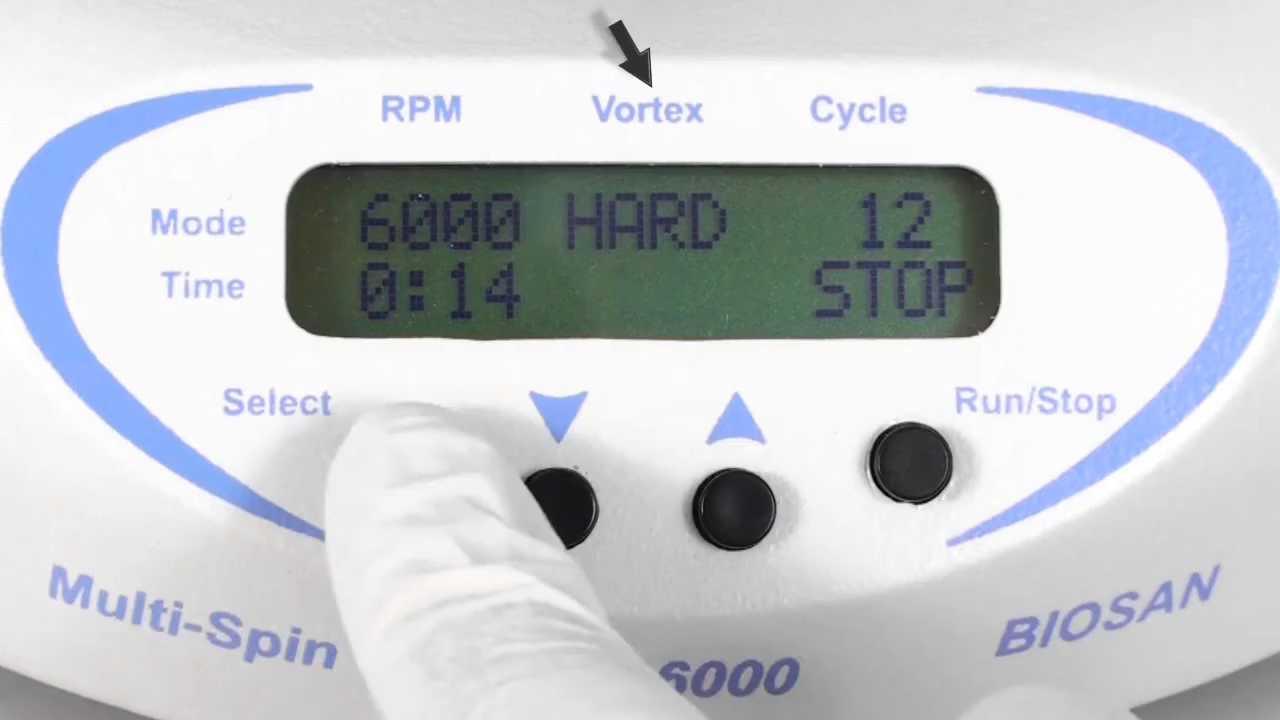 RPM Vortex Cycle
Mode 6000 HARD 12
Time 0:14 STOP
Select Run/Stop
Multi-Spin 6000 BIOSAN